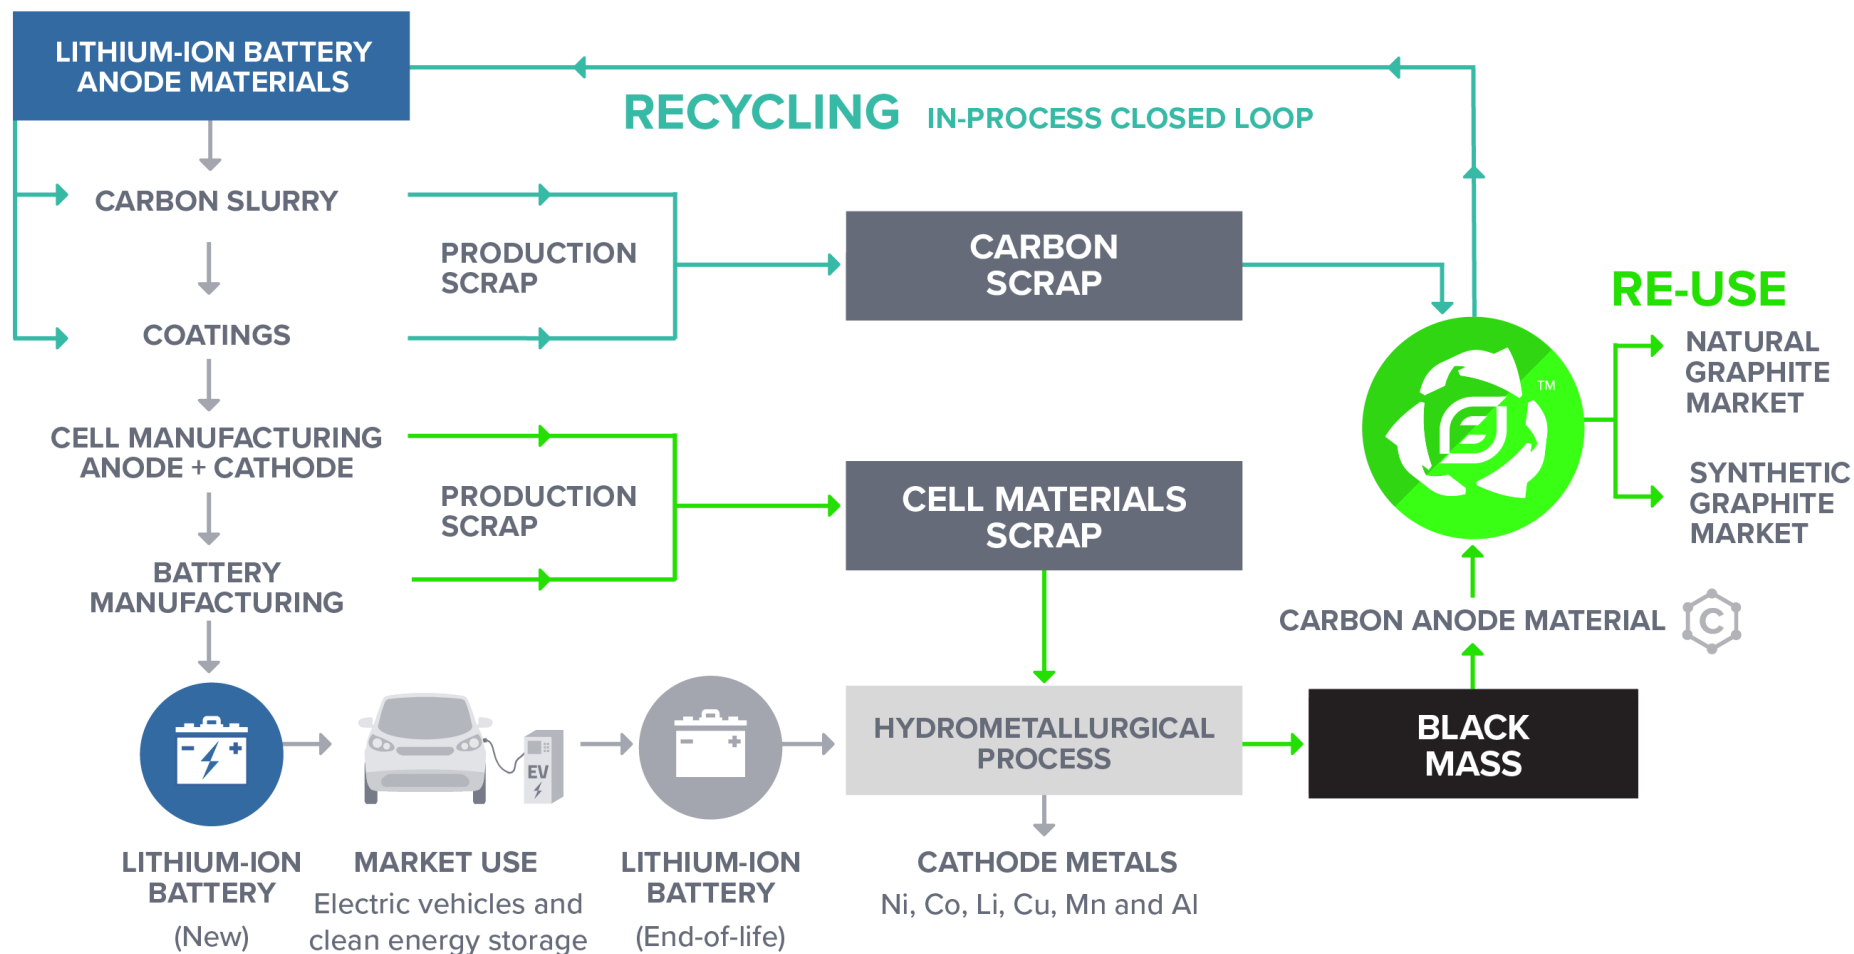 LITHIUM-ION BATTERY
ANODE MATERIALS
RECYCLING IN-PROCESS CLOSED LOOP
CARBON SLURRY
PRODUCTION
SCRAP
CARBON
SCRAP
COATINGS
RE-USE
NATURAL
GRAPHITE
MARKET
TM
SYNTHETIC
GRAPHITE
MARKET
CELL MANUFACTURING
ANODE + CATHODE
PRODUCTION
SCRAP
CELL MATERIALS
SCRAP
BATTERY
MANUFACTURING
CARBON ANODE MATERIAL C
HYDROMETALLURGICAL
PROCESS
BLACK
MASS
EV
LITHIUM-ION
BATTERY
(New)
MARKET USE
Electric vehicles and
clean energy storage
LITHIUM-ION
BATTERY
(End-of-life)
CATHODE METALS
Ni, Co, Li, Cu, Mn and Al